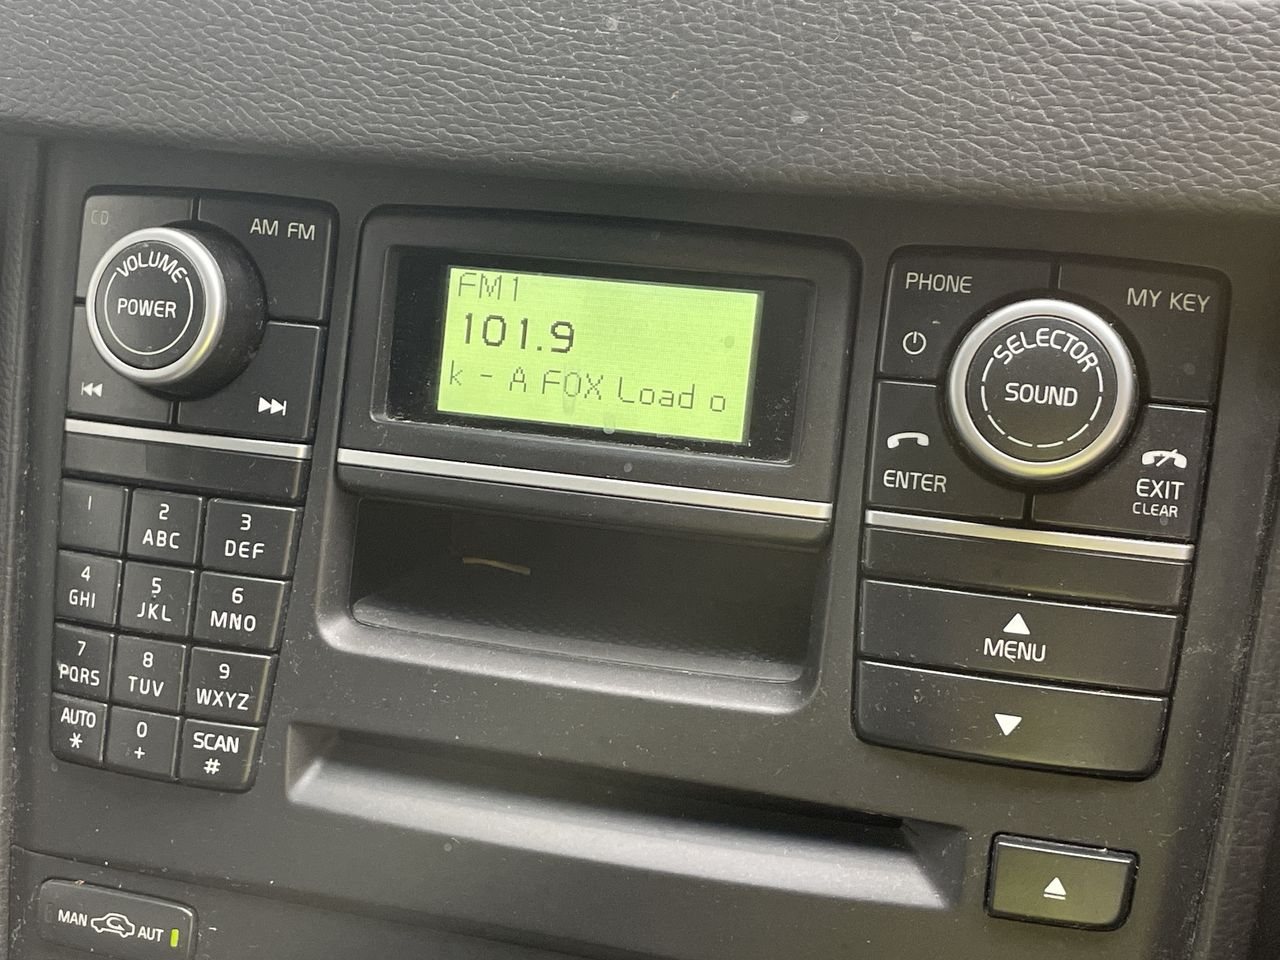 CD
AM FM
VOLUME
POWER
FM1
101.9
k - A FOX Load o
PHONE
MY KEY
SELECTOR
SOUND
ENTER
EXIT
CLEAR
1
2
ABC
3
DEF
4
GHI
5
JKL
6
MNO
7
PQRS
8
TUV
9
WXYZ
AUTO
*
0
+
SCAN
#
MENU
MAN
AUT